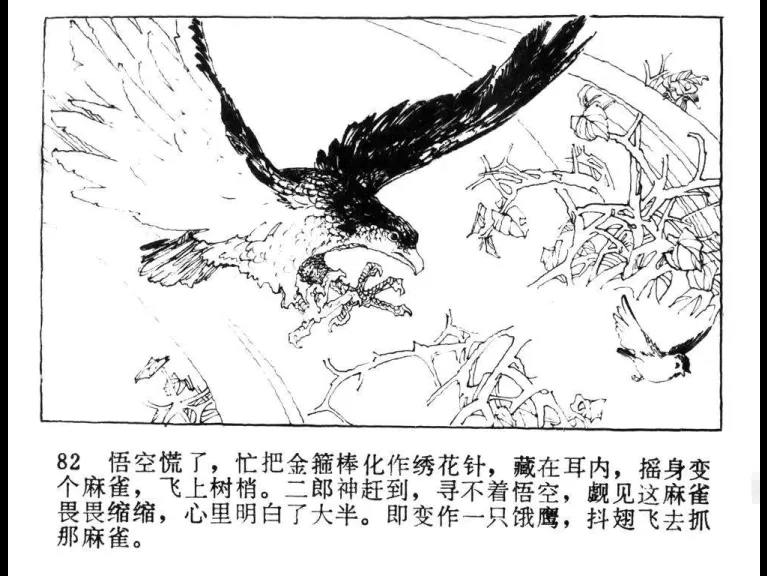 82 悟空慌了，忙把金箍棒化作绣花针，藏在耳内，摇身变
个麻雀，飞上树梢。二郎神赶到，寻不着悟空，觑见这麻雀
畏畏缩缩，心里明白了大半。即变作一只饿鹰，抖翅飞去抓
那麻雀。